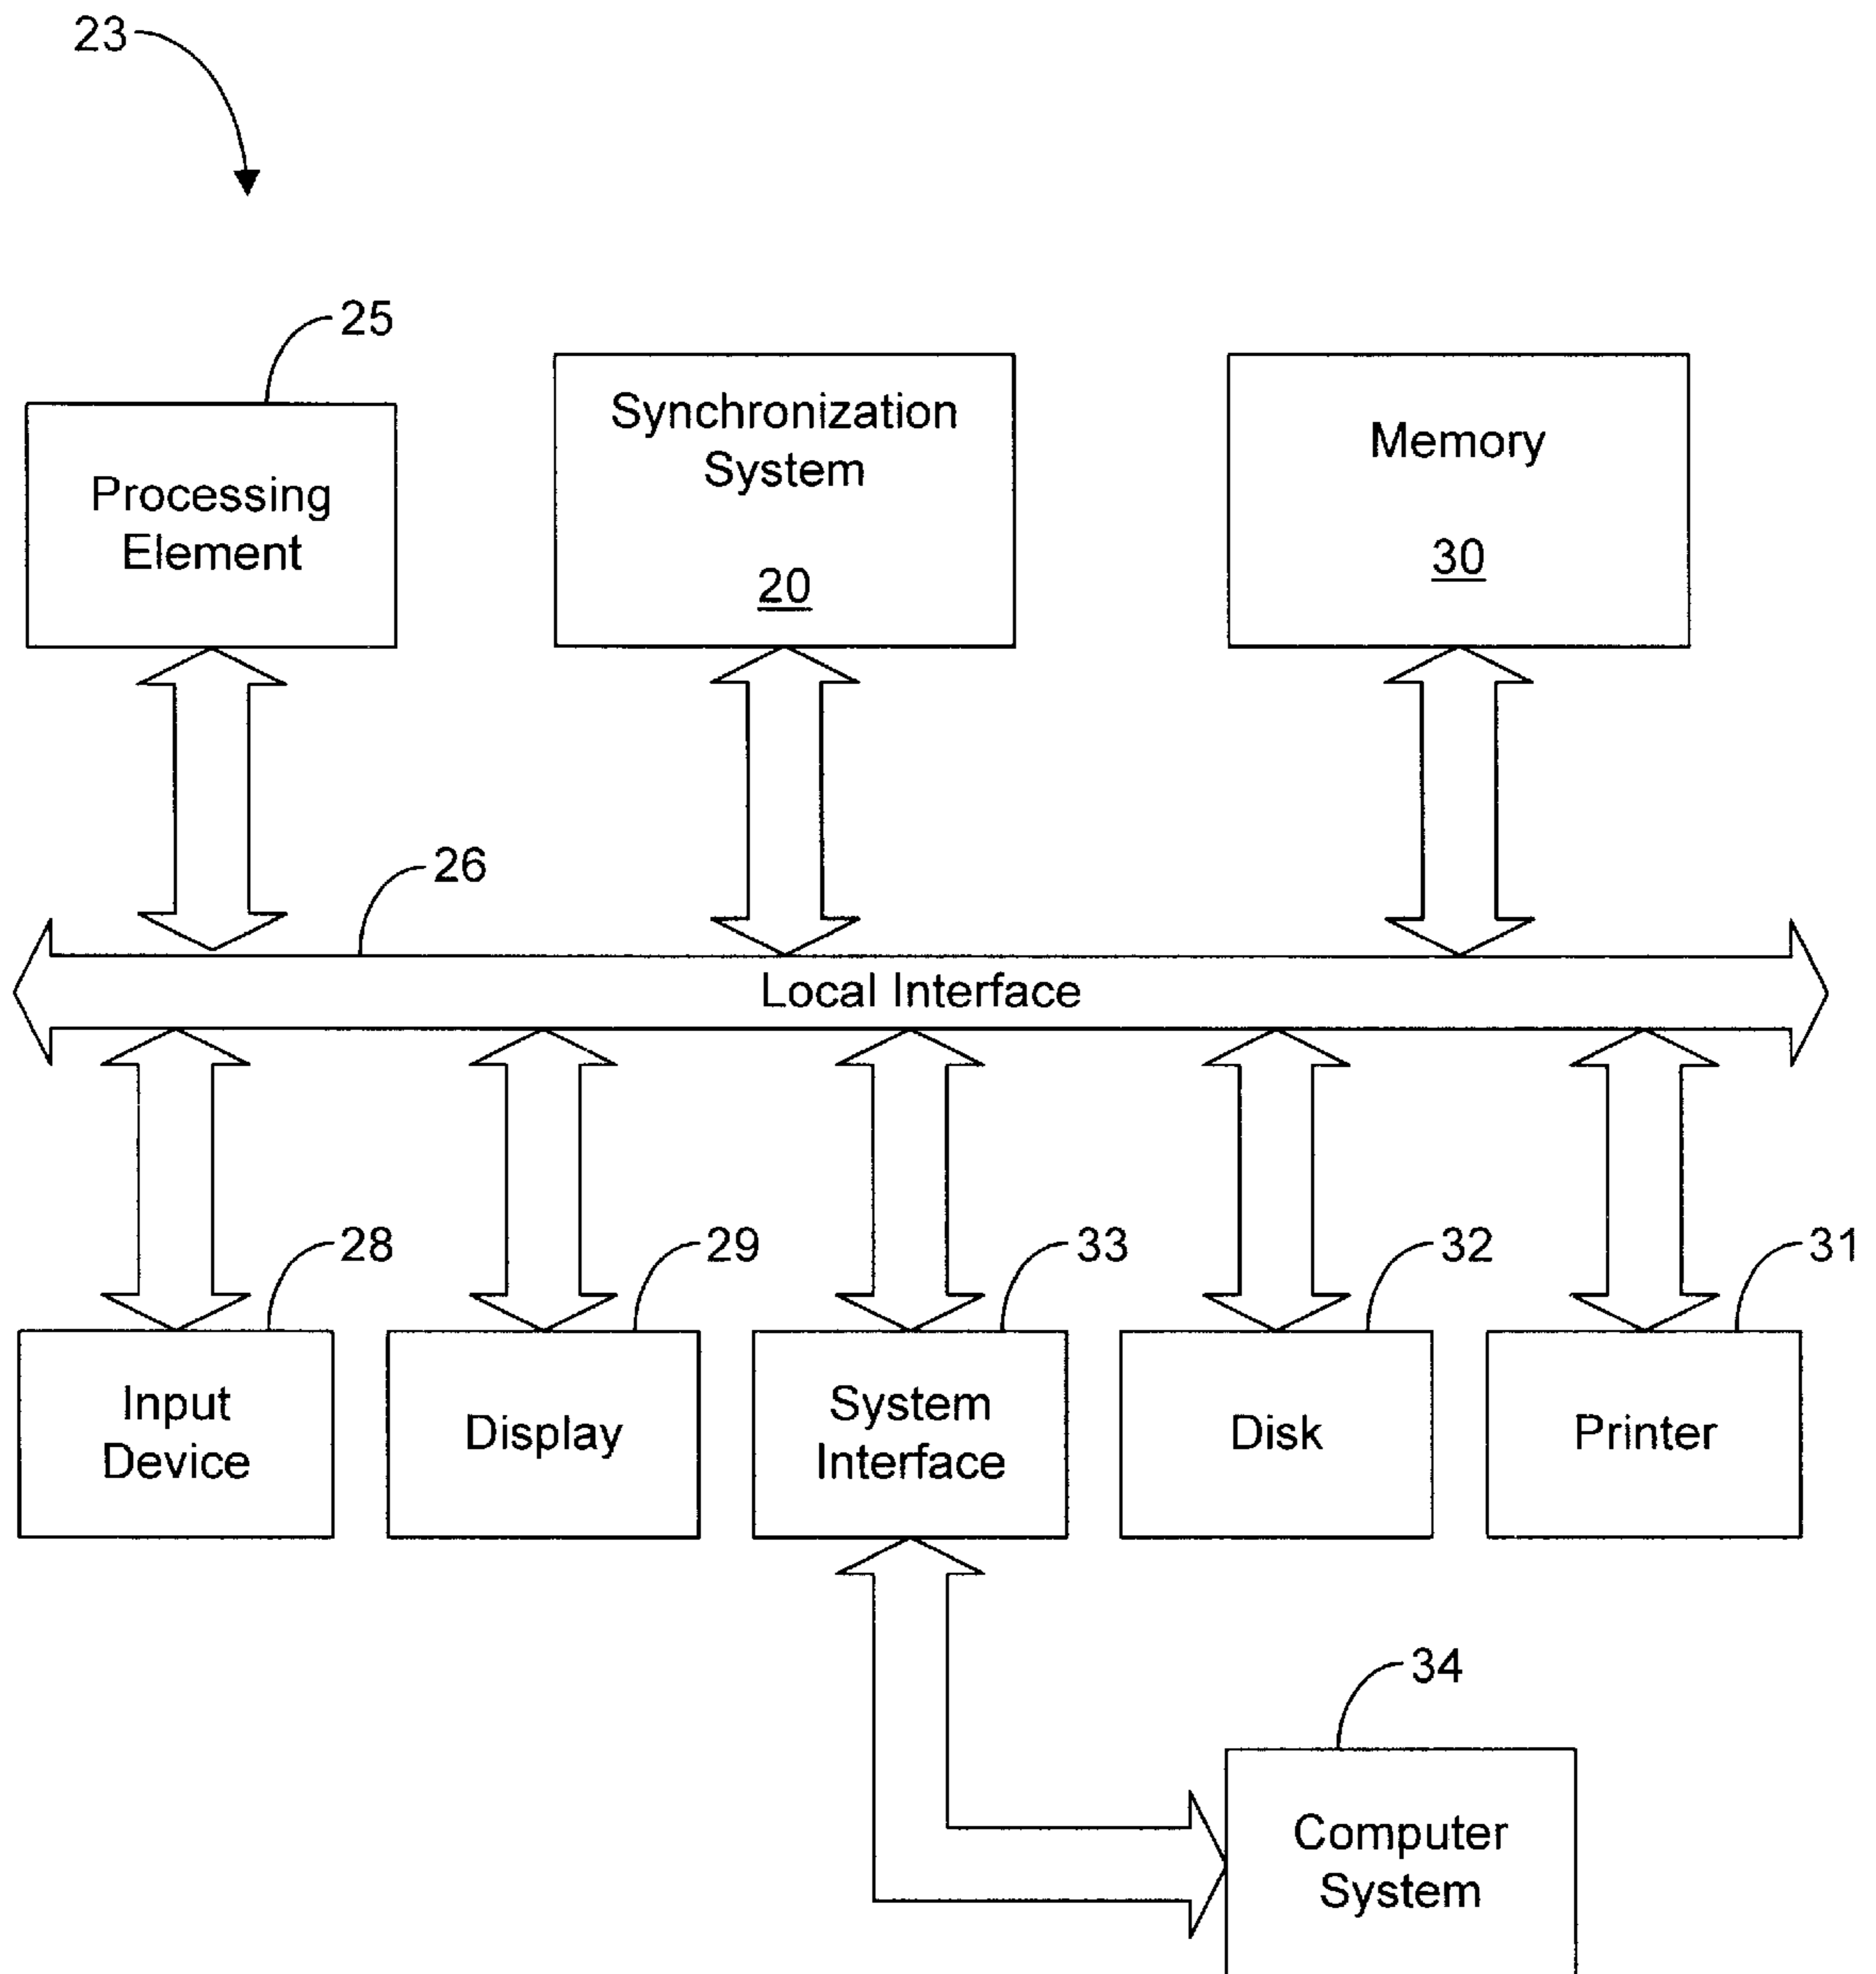 23
25
Processing
Element
Synchronization
System
20
Memory
30
26
Local Interface
28
29
33
32
31
Input
Device
Display
System
Interface
Disk
Printer
34
Computer
System